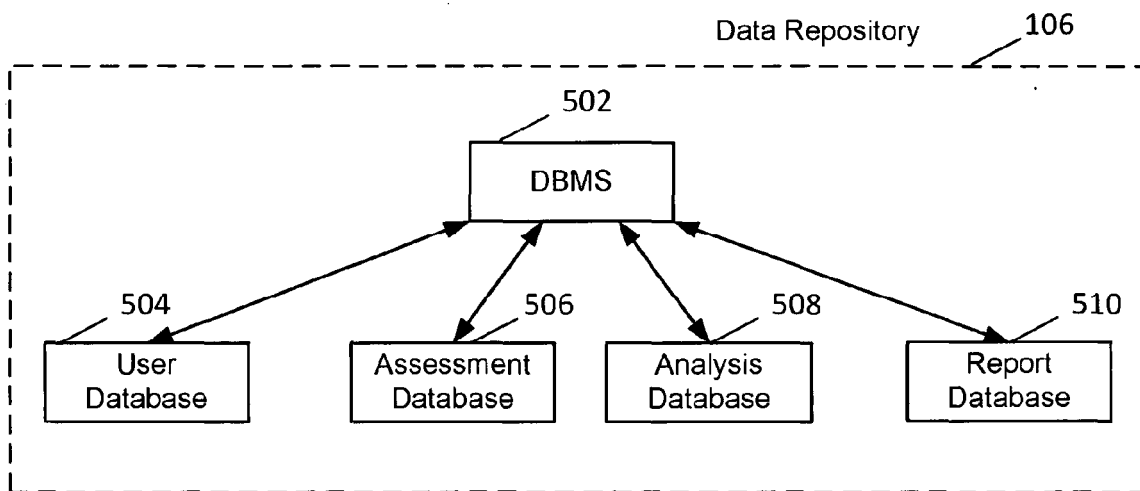 Data Repository
106
502
DBMS
504
506
508
510
User
Database
Assessment
Database
Analysis
Database
Report
Database